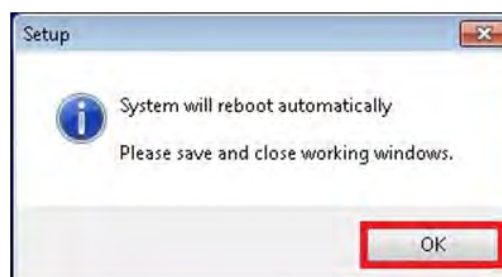 Setup
System will reboot automatically
Please save and close working windows.
OK